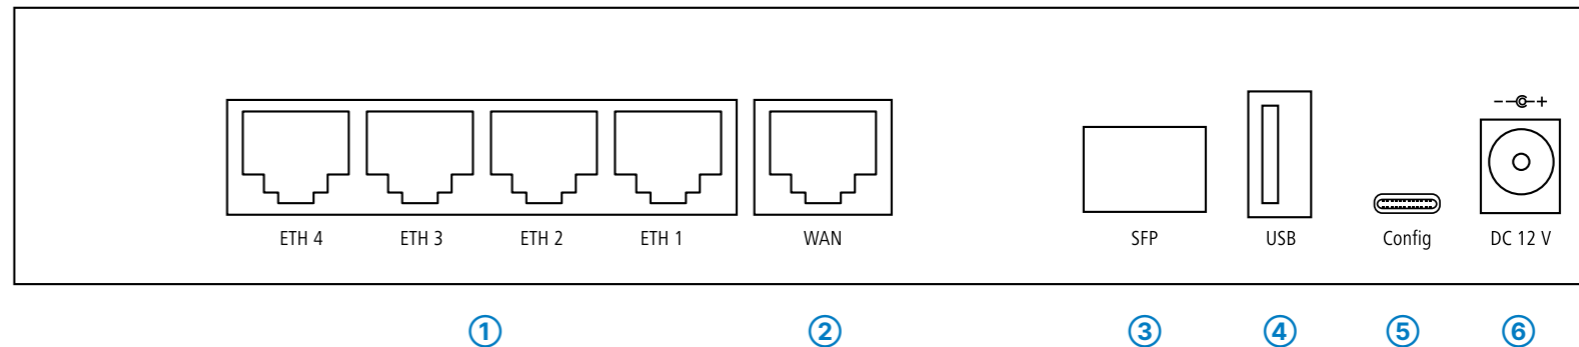 ETH 4 ETH 3 ETH 2 ETH 1 WAN SFP USB Config DC 12 V
① ② ③ ④ ⑤ ⑥